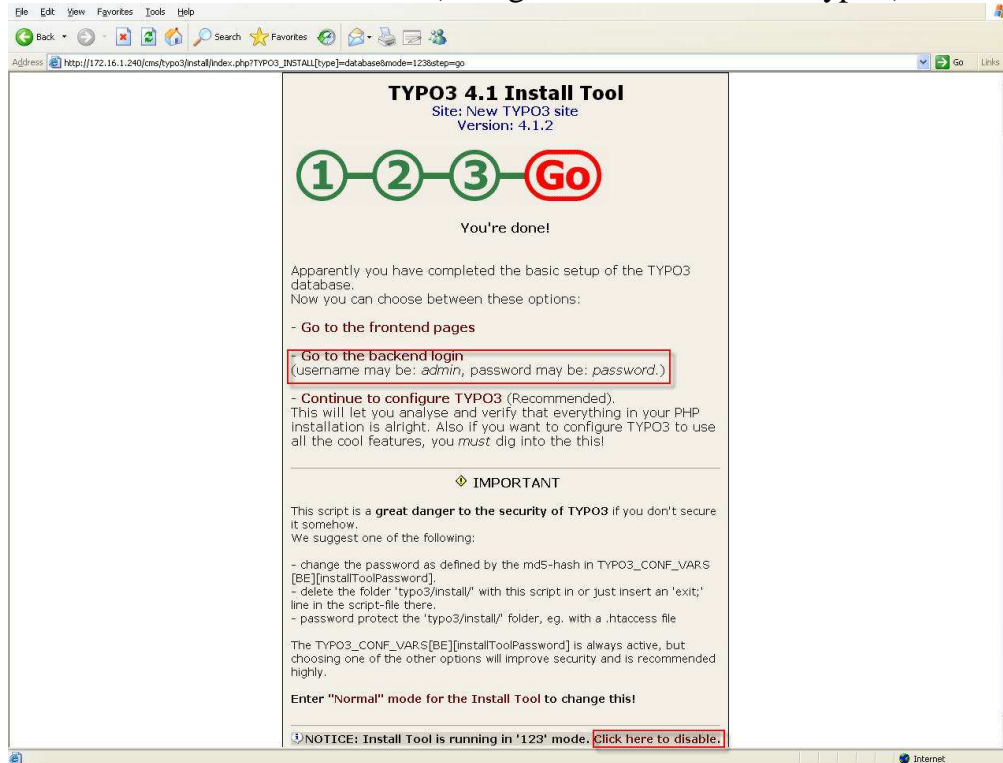 File Edit View Favorites Tools Help
Back Search Favorites
Address http://172.16.1.240/cms/typo3/install/index.php?TYPO3_INSTALL[type]=database&mode=123&step=go Go Links
TYPO3 4.1 Install Tool
Site: New TYPO3 site
Version: 4.1.2
1 2 3 Go
You're done!
Apparently you have completed the basic setup of the TYPO3
database.
Now you can choose between these options:
- Go to the frontend pages
- Go to the backend login
(username may be: admin, password may be: password.)
- Continue to configure TYPO3 (Recommended).
This will let you analyse and verify that everything in your PHP
installation is alright. Also if you want to configure TYPO3 to use
all the cool features, you must dig into the this!
IMPORTANT
This script is a great danger to the security of TYPO3 if you don't secure
it somehow.
We suggest one of the following:
- change the password as defined by the md5-hash in TYPO3_CONF_VARS
[BE][installToolPassword].
- delete the folder 'typo3/install/' with this script in or just insert an 'exit;'
line in the script-file there.
- password protect the 'typo3/install/' folder, eg. with a .htaccess file
The TYPO3_CONF_VARS[BE][installToolPassword] is always active, but
choosing one of the other options will improve security and is recommended
highly.
Enter "Normal" mode for the Install Tool to change this!
NOTICE: Install Tool is running in '123' mode. Click here to disable.
Internet